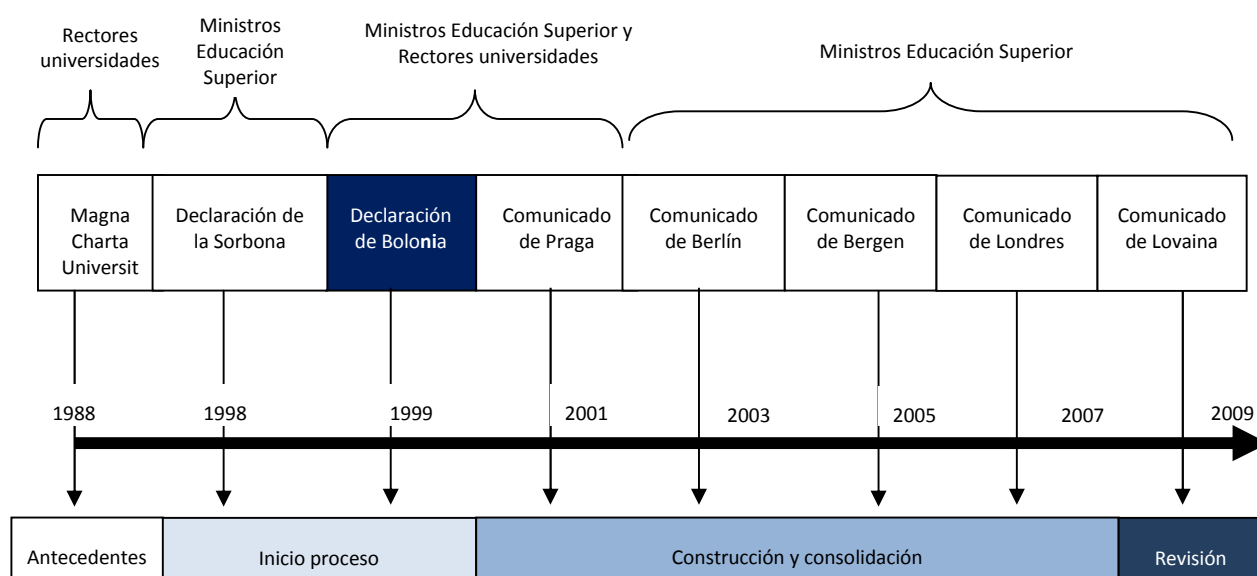 Rectores
universidades
Ministros
Educación
Superior
Ministros Educación Superior y
Rectores universidades
Ministros Educación Superior
Magna
Charta
Universit
Declaración de
la Sorbona
Declaración
de Bolonia
Comunicado
de Praga
Comunicado
de Berlín
Comunicado
de Bergen
Comunicado
de Londres
Comunicado
de Lovaina
1988
1998
1999
2001
2003
2005
2007
2009
Antecedentes
Inicio proceso
Construcción y consolidación
Revisión